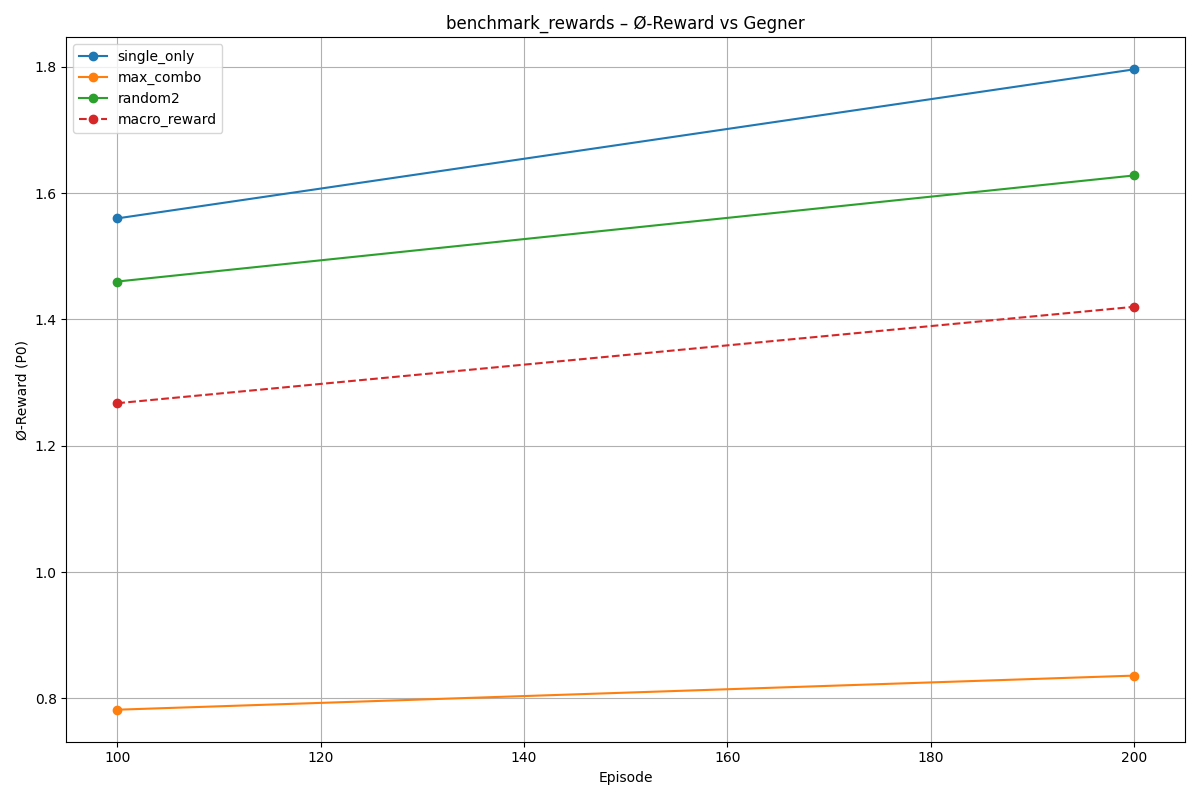 benchmark_rewards – Ø-Reward vs Gegner
single_only
max_combo
random2
macro_reward
1.8
1.6
1.4
1.2
1.0
0.8
Ø-Reward (P0)
100 120 140 160 180 200
Episode